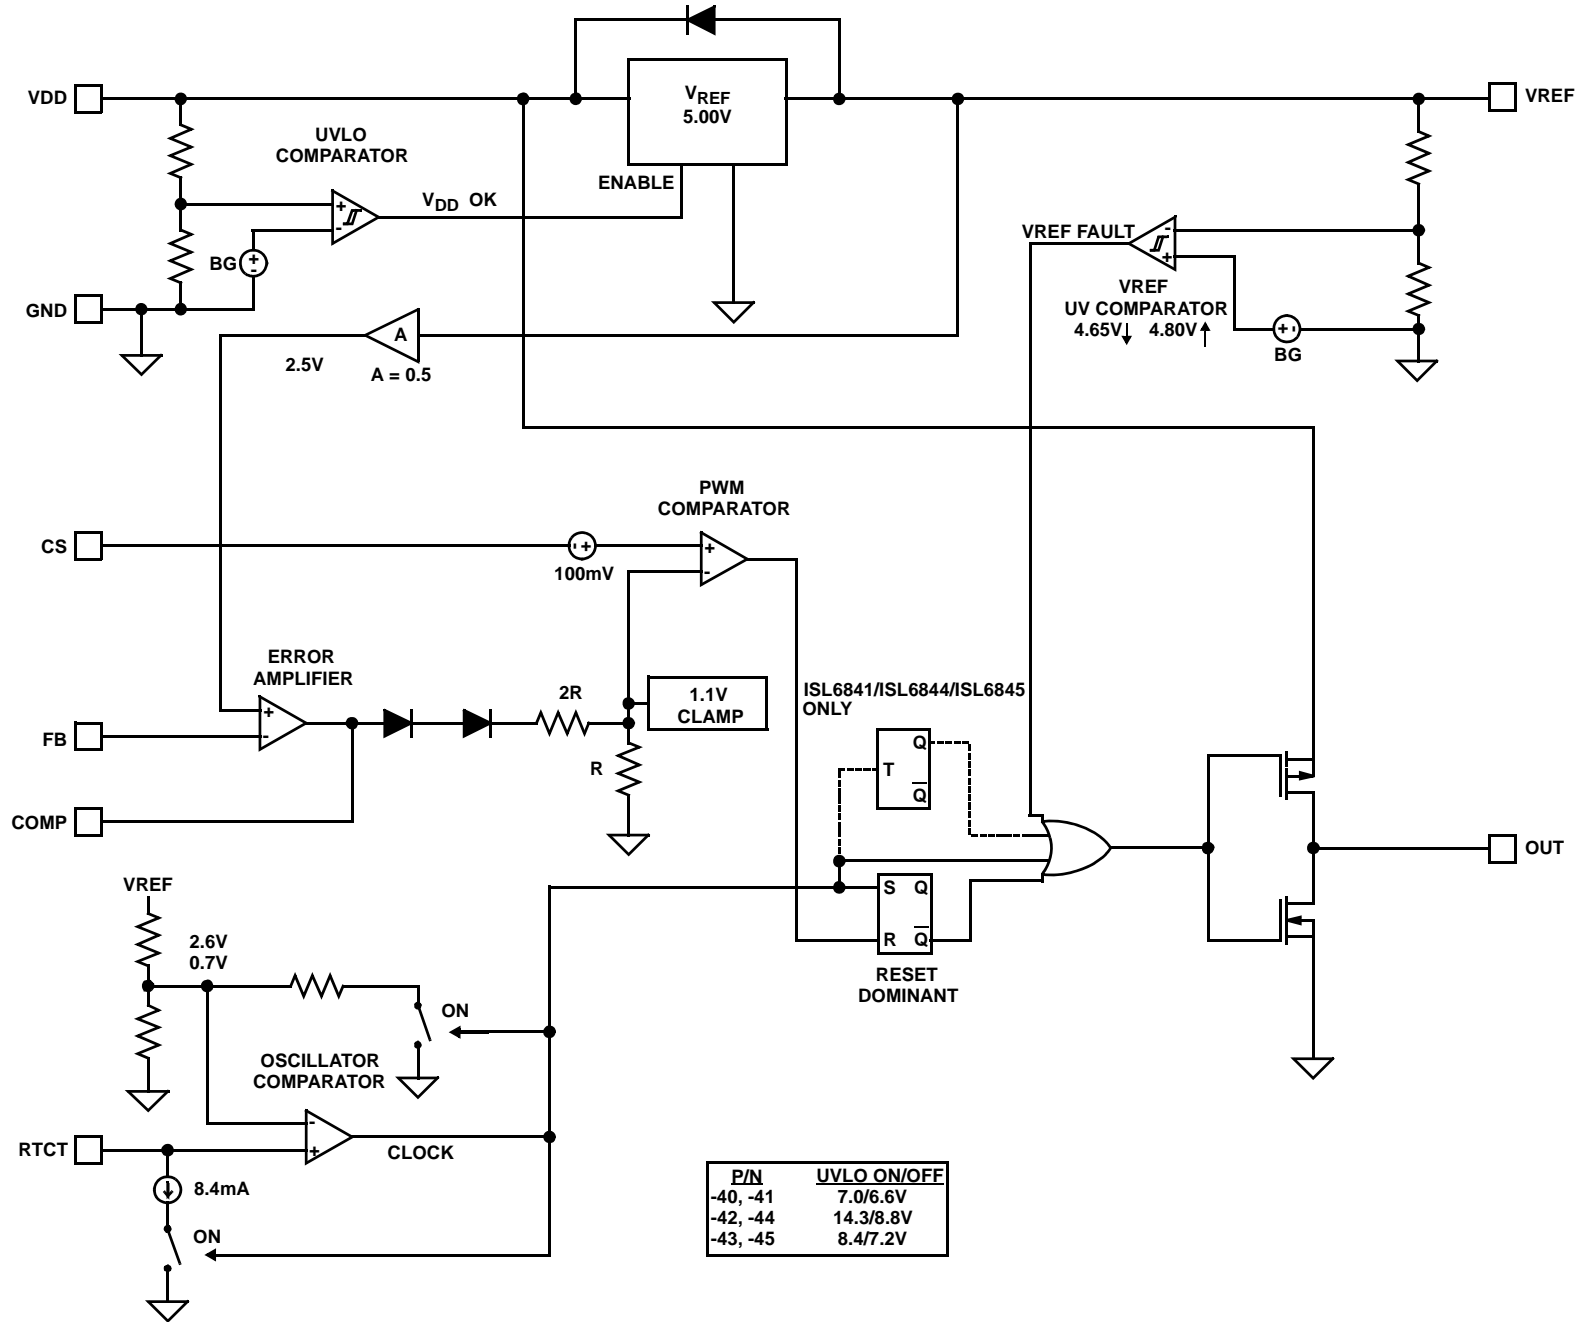 VDD
VREF
5.00V
VREF
UVLO
COMPARATOR
ENABLE
+
-
VDD OK
BG
+
-
GND
VREF FAULT
-
+
VREF
UV COMPARATOR
4.65V↓ 4.80V↑
+ -
BG
A
2.5V
A = 0.5
PWM
COMPARATOR
CS
- +
100mV
+
-
ERROR
AMPLIFIER
+
-
FB
2R
1.1V
CLAMP
R
COMP
ISL6841/ISL6844/ISL6845
ONLY
Q
T
Q
OUT
VREF
S Q
R Q
RESET
DOMINANT
2.6V
0.7V
ON
OSCILLATOR
COMPARATOR
-
+
RTCT
CLOCK
8.4mA
ON
P/N UVLO ON/OFF
-40, -41 7.0/6.6V
-42, -44 14.3/8.8V
-43, -45 8.4/7.2V